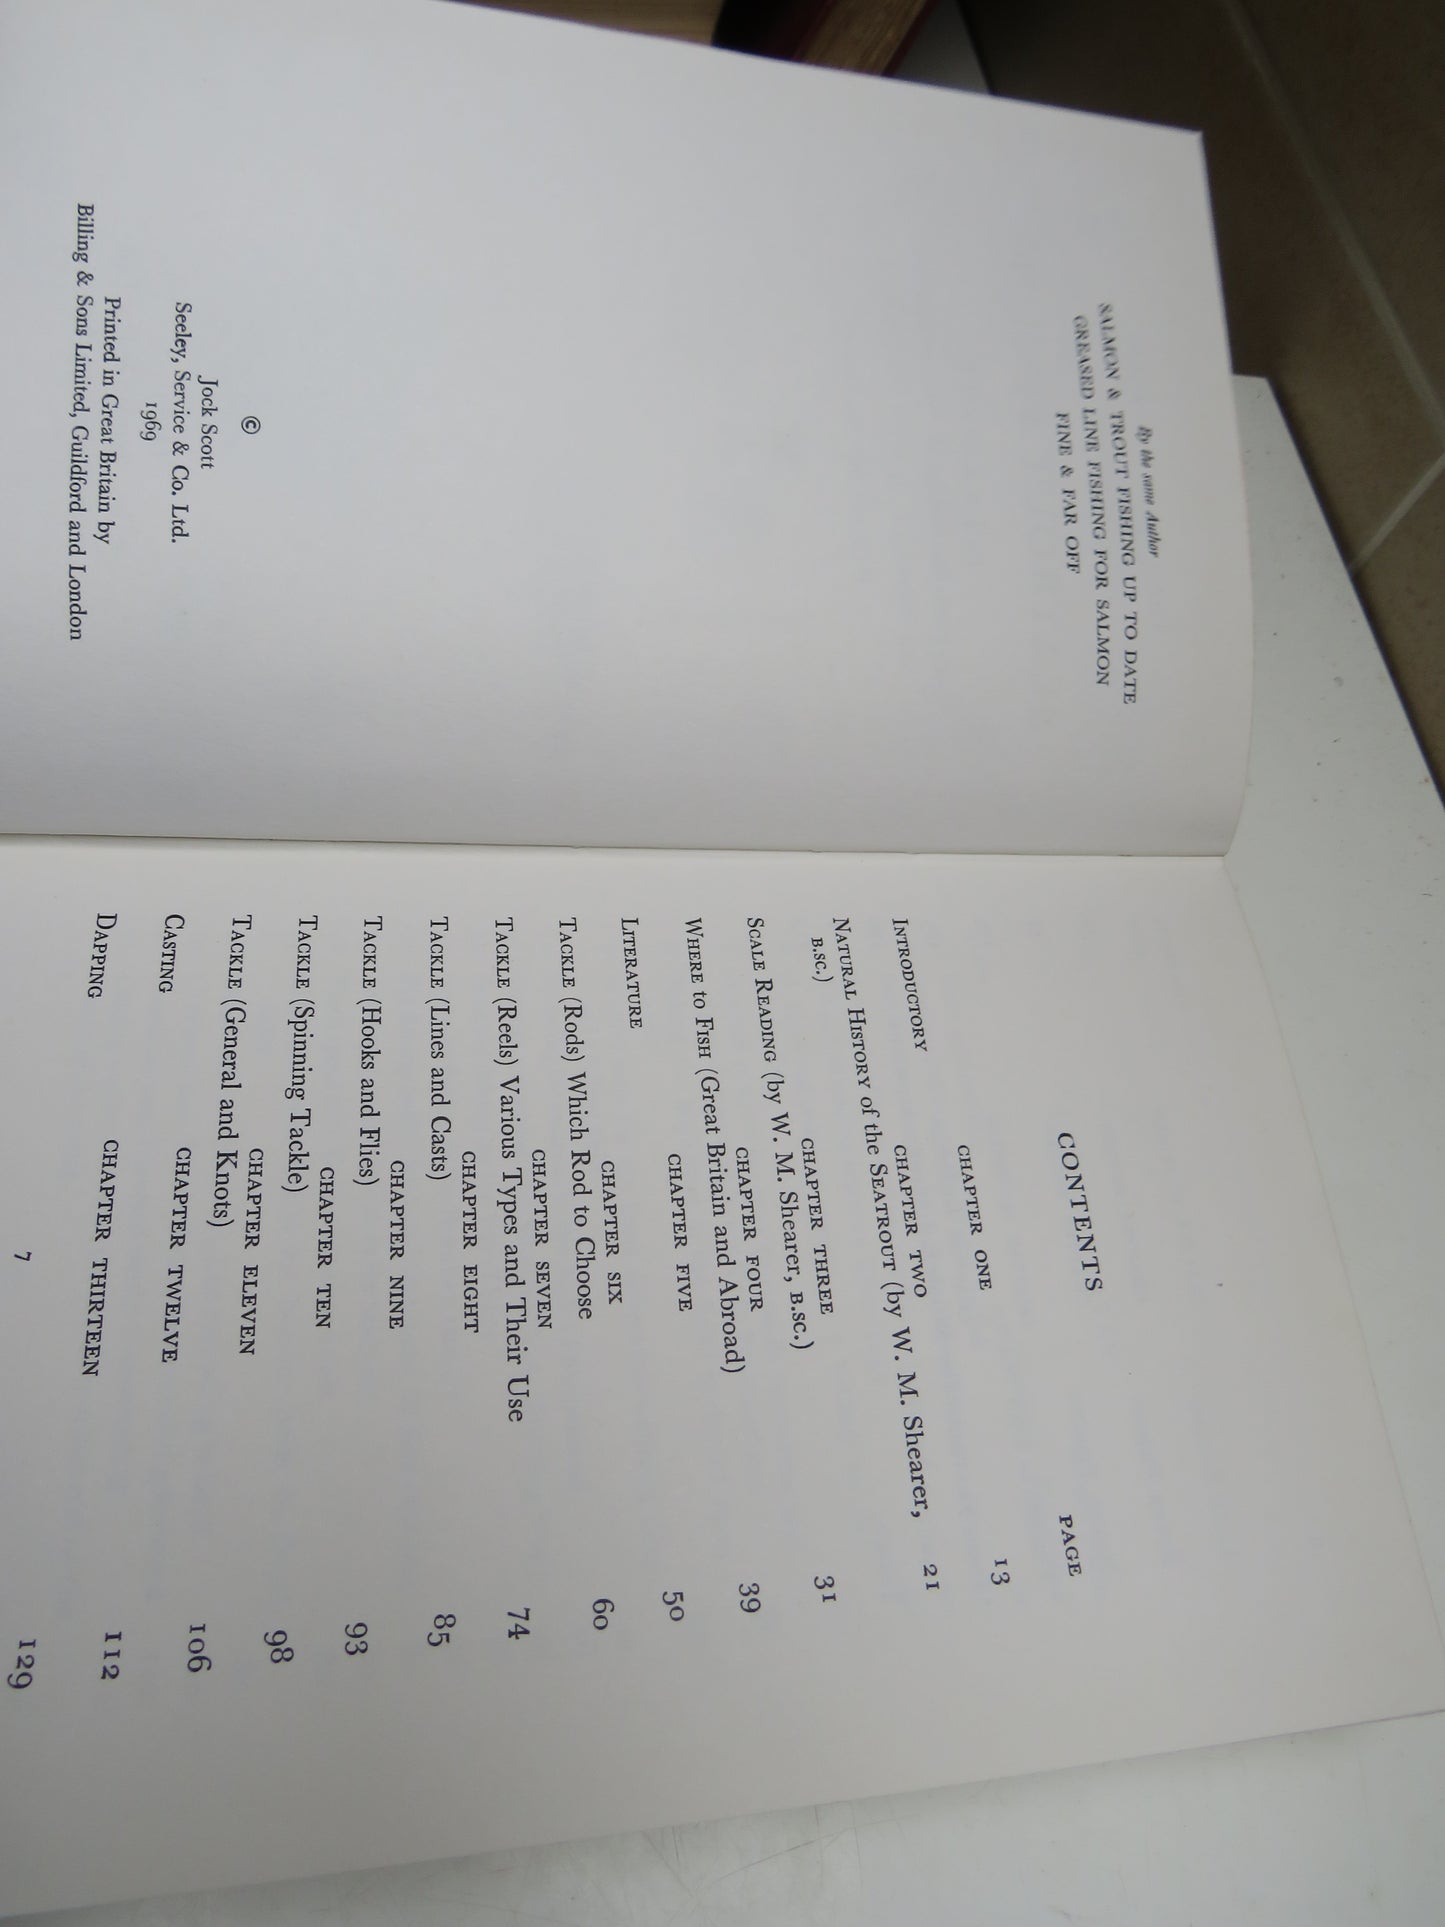 By the same Author
SALMON & TROUT FISHING UP TO DATE
GREASED LINE FISHING FOR SALMON
FINE & FAR OFF
©
Jock Scott
Seeley, Service & Co. Ltd.
1969
Printed in Great Britain by
Billing & Sons Limited, Guildford and London
CONTENTS
PAGE
CHAPTER ONE
INTRODUCTORY 13
CHAPTER TWO
NATURAL HISTORY of the SEATROUT (by W. M. Shearer,
B.SC.) 21
CHAPTER THREE
SCALE READING (by W. M. Shearer, B.SC.) 31
CHAPTER FOUR
WHERE to FISH (Great Britain and Abroad) 39
CHAPTER FIVE
LITERATURE 50
CHAPTER SIX
TACKLE (Rods) Which Rod to Choose 60
CHAPTER SEVEN
TACKLE (Reels) Various Types and Their Use 74
CHAPTER EIGHT
TACKLE (Lines and Casts) 85
CHAPTER NINE
TACKLE (Hooks and Flies) 93
CHAPTER TEN
TACKLE (Spinning Tackle) 98
CHAPTER ELEVEN
TACKLE (General and Knots) 106
CHAPTER TWELVE
CASTING 112
CHAPTER THIRTEEN
DAPPING 129
7